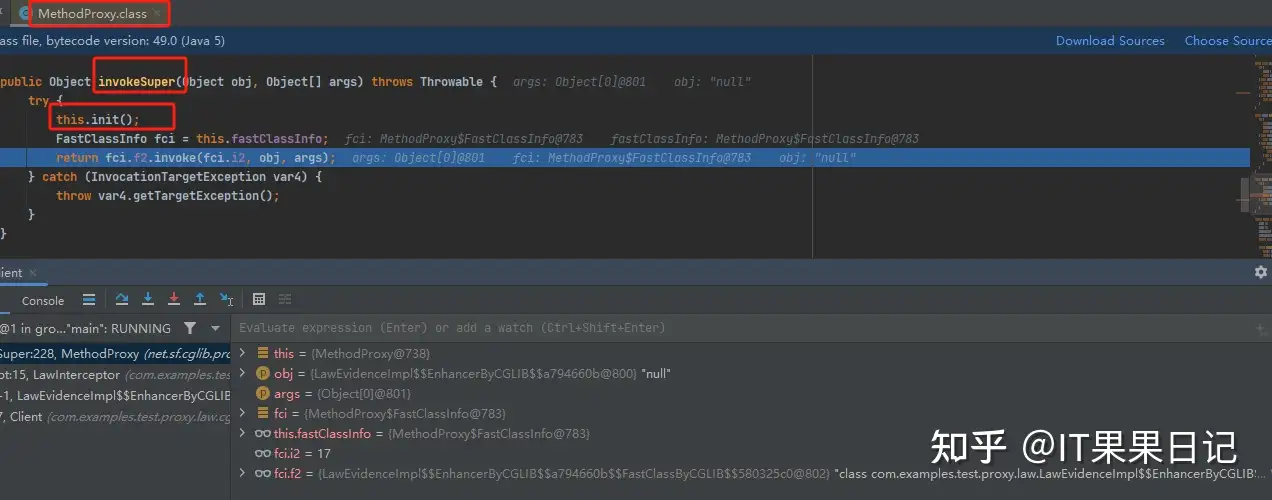 MethodProxy.class
ass file, bytecode version: 49.0 (Java 5) Download Sources Choose Source
public Object invokeSuper(Object obj, Object[] args) throws Throwable { args: Object[0]@801 obj: "null"
try {
this.init();
FastClassInfo fci = this.fastClassInfo; fci: MethodProxy$FastClassInfo@783 fastClassInfo: MethodProxy$FastClassInfo@783
return fci.f2.invoke(fci.i2, obj, args); args: Object[0]@801 fci: MethodProxy$FastClassInfo@783 obj: "null"
} catch (InvocationTargetException var4) {
throw var4.getTargetException();
}
}
ient
Console
@1 in gro..."main": RUNNING
Evaluate expression (Enter) or add a watch (Ctrl+Shift+Enter)
Super:228, MethodProxy (net.sf.cglib.pro
pt:15, LawInterceptor (com.examples.tes
-1, LawEvidenceImpl$$EnhancerByCGLIB
7, Client (com.examples.test.proxy.law.cg
this = {MethodProxy@738}
obj = {LawEvidenceImpl$$EnhancerByCGLIB$$a794660b@800} "null"
args = {Object[0]@801}
fci = {MethodProxy$FastClassInfo@783}
this.fastClassInfo = {MethodProxy$FastClassInfo@783}
fci.i2 = 17
fci.f2 = {LawEvidenceImpl$$EnhancerByCGLIB$$a794660b$$FastClassByCGLIB$$580325c0@802} "class com.examples.test.proxy.law.LawEvidenceImpl$$EnhancerByCGLIB$...
知乎 @IT果果日记